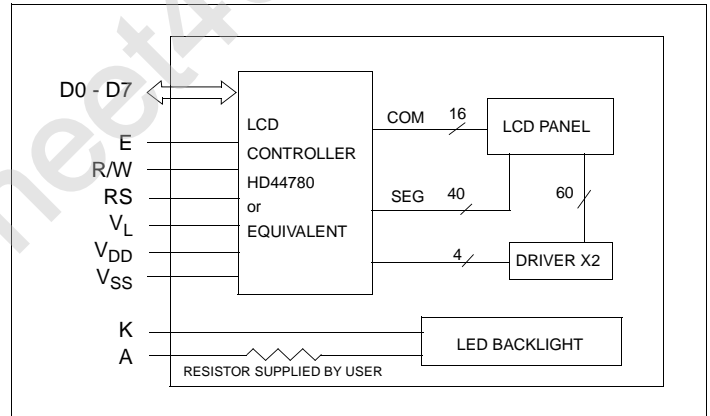 D0 - D7
E
R/W
RS
VL
VDD
VSS
K
A
LCD
CONTROLLER
HD44780
or
EQUIVALENT
COM 16
SEG 40
4
60
LCD PANEL
DRIVER X2
LED BACKLIGHT
RESISTOR SUPPLIED BY USER